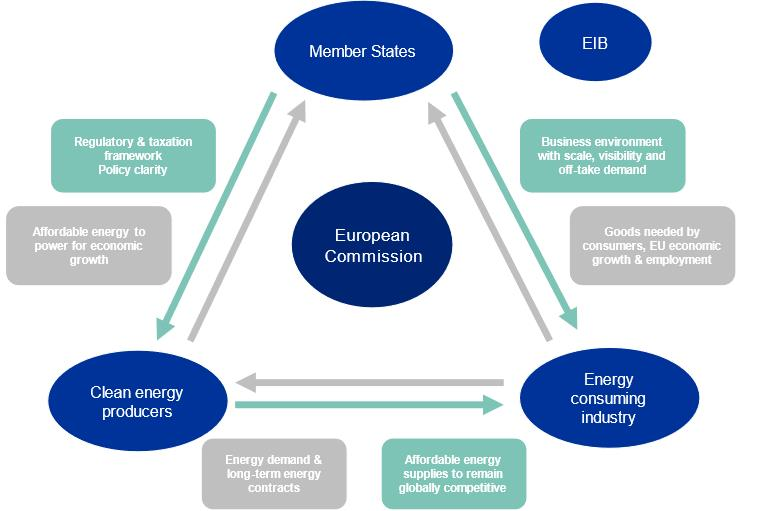 Member States
EIB
Regulatory & taxation
framework
Policy clarity
Business environment
with scale, visibility and
off-take demand
Affordable energy to
power for economic
growth
European
Commission
Goods needed by
consumers, EU economic
growth & employment
Clean energy
producers
Energy
consuming
industry
Energy demand &
long-term energy
contracts
Affordable energy
supplies to remain
globally competitive